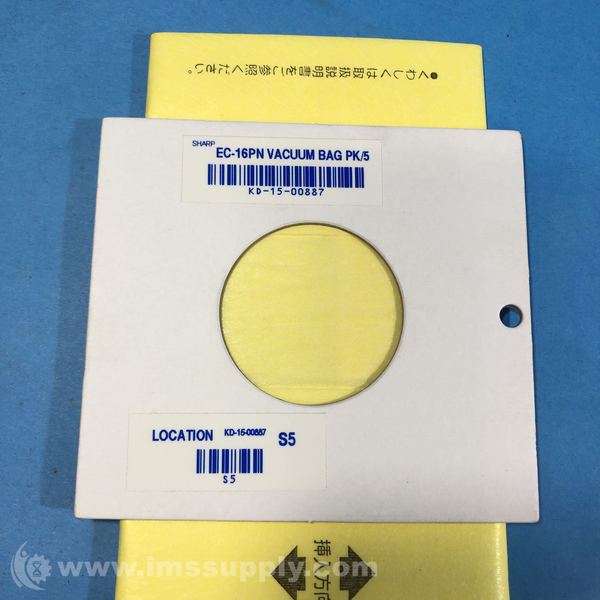 ●くわしくは取扱説明書をご参照ください。
SHARP
EC-16PN VACUUM BAG PK/5
KD-15-00887
LOCATION KD-15-00887 S5
S5
挿入方向
www.imssupply.com